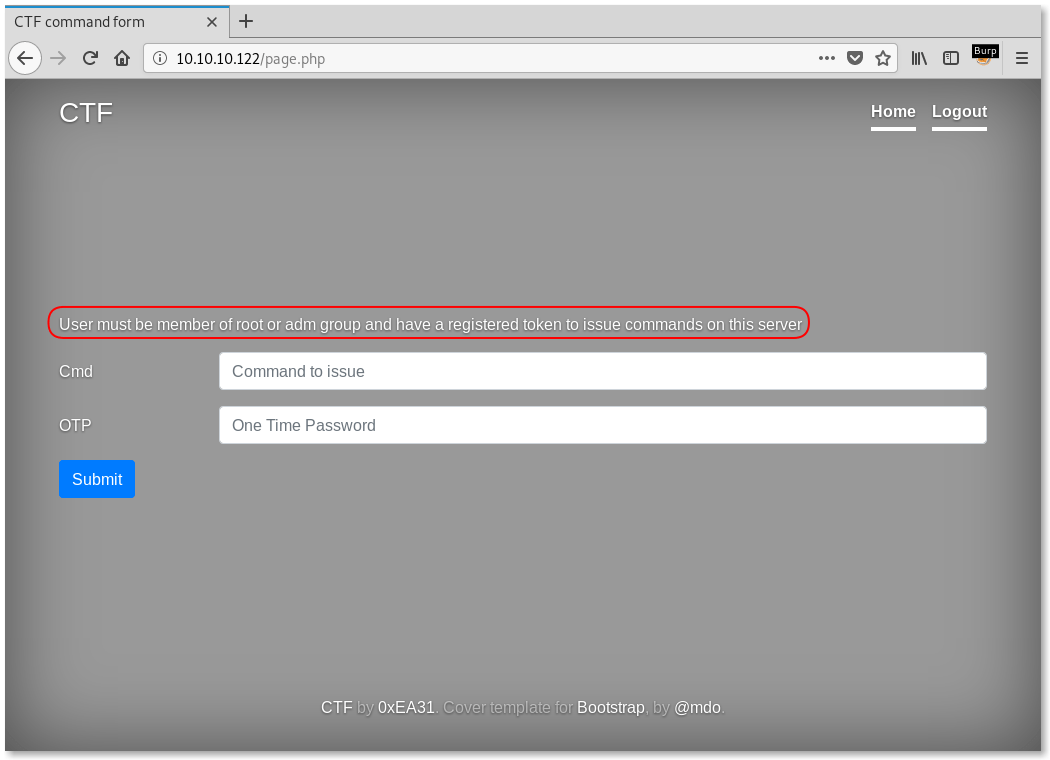 CTF command form
10.10.10.122/page.php
Burp
CTF
Home Logout
User must be member of root or adm group and have a registered token to issue commands on this server
Cmd Command to issue
OTP One Time Password
Submit
CTF by 0xEA31. Cover template for Bootstrap, by @mdo.